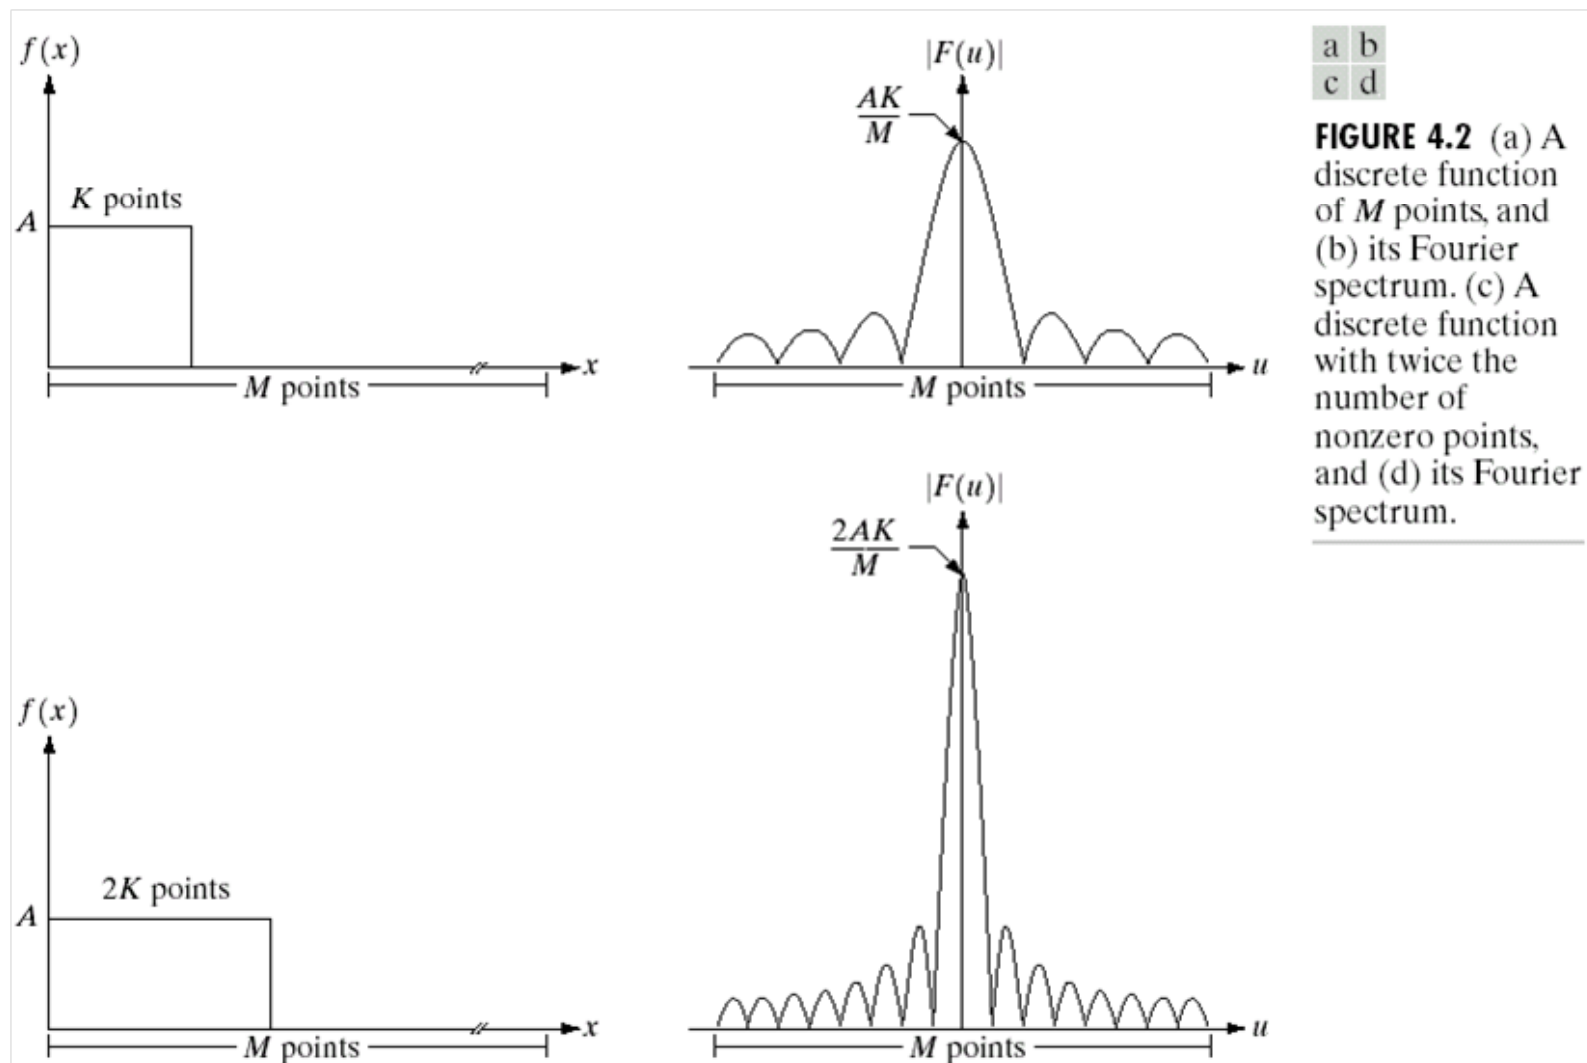 f(x)
A
K points
M points
x
|F(u)|
AK
M
M points
u
a b
c d
FIGURE 4.2 (a) A
discrete function
of M points, and
(b) its Fourier
spectrum. (c) A
discrete function
with twice the
number of
nonzero points,
and (d) its Fourier
spectrum.
f(x)
A
2K points
M points
x
|F(u)|
2AK
M
M points
u